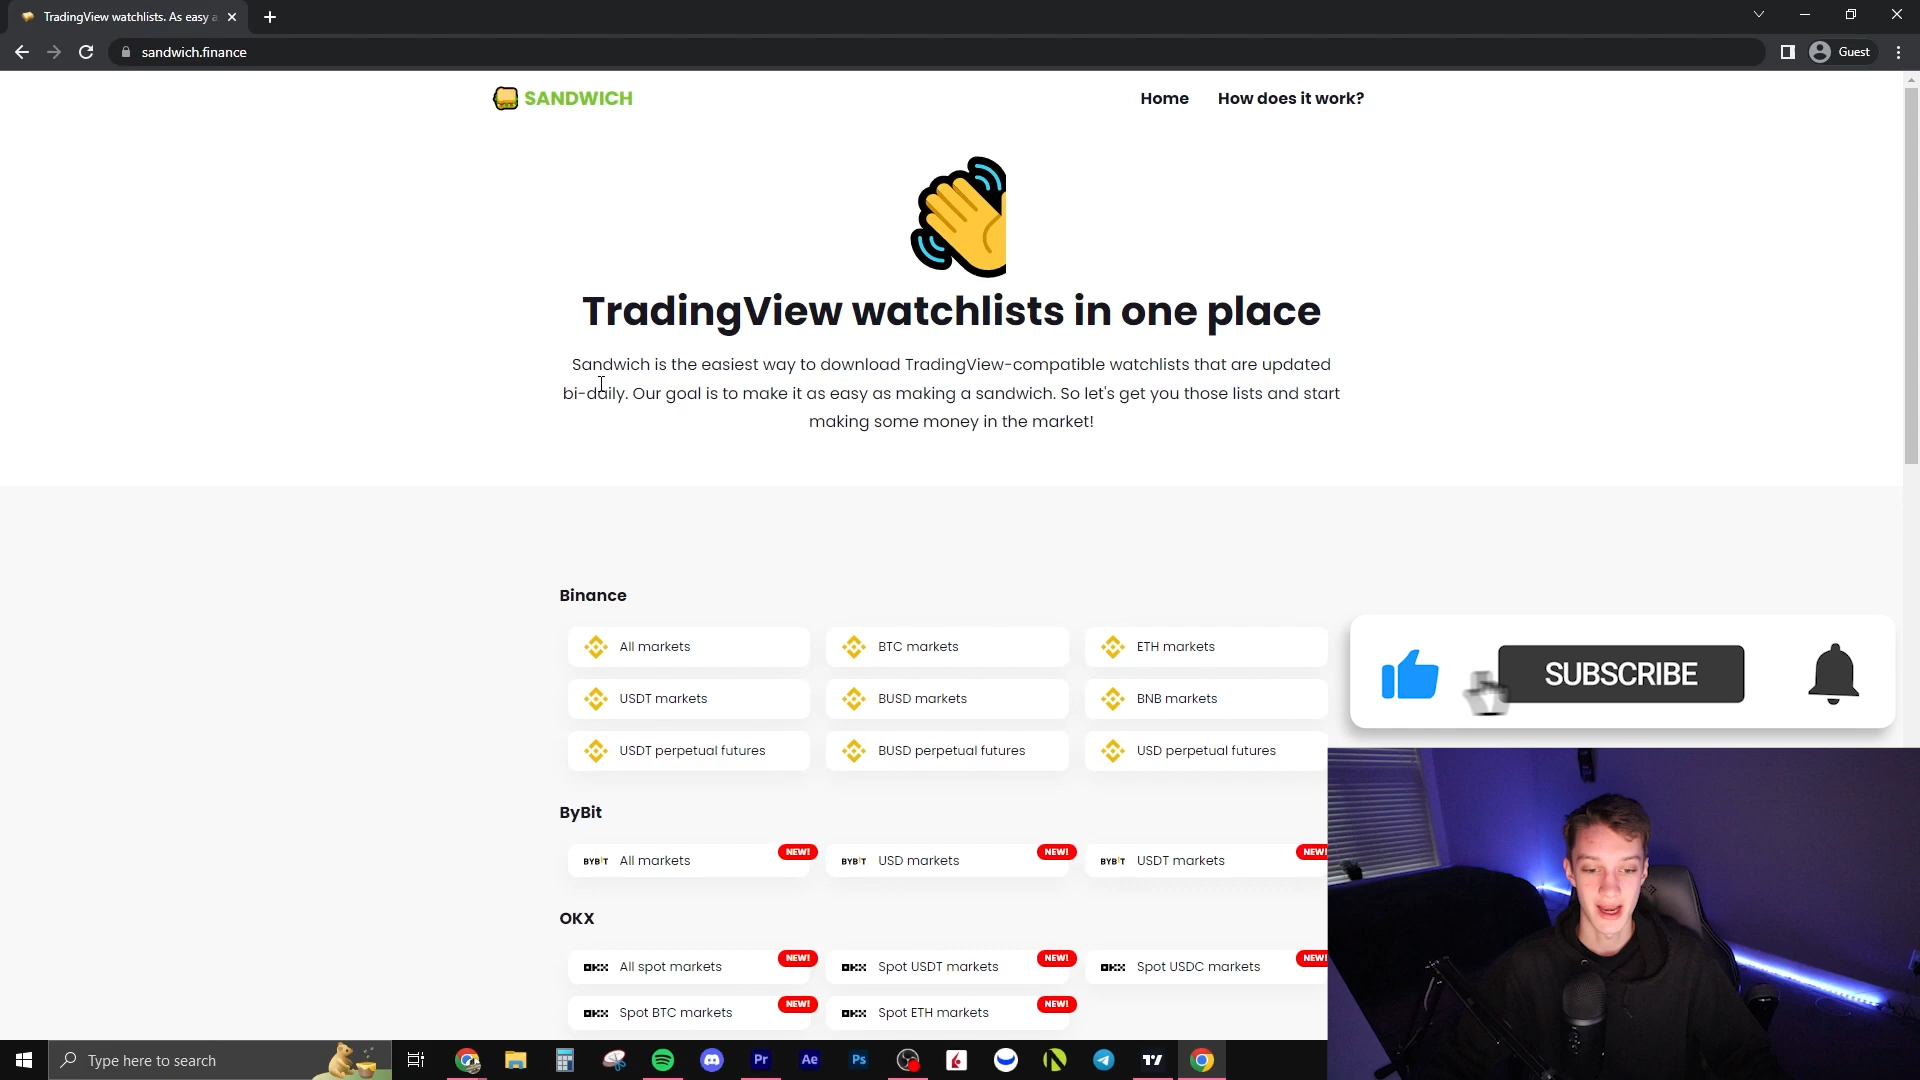 TradingView watchlists. As easy a
sandwich.finance
Guest
SANDWICH
Home
How does it work?
TradingView watchlists in one place
Sandwich is the easiest way to download TradingView-compatible watchlists that are updated
bi-daily. Our goal is to make it as easy as making a sandwich. So let's get you those lists and start
making some money in the market!
Binance
All markets
BTC markets
ETH markets
USDT markets
BUSD markets
BNB markets
USDT perpetual futures
BUSD perpetual futures
USD perpetual futures
SUBSCRIBE
ByBit
BYBIT All markets NEW!
BYBIT USD markets NEW!
BYBIT USDT markets NEW!
OKX
OKX All spot markets NEW!
OKX Spot USDT markets NEW!
OKX Spot USDC markets NEW!
OKX Spot BTC markets NEW!
OKX Spot ETH markets NEW!
Type here to search
Pr
Ae
Ps